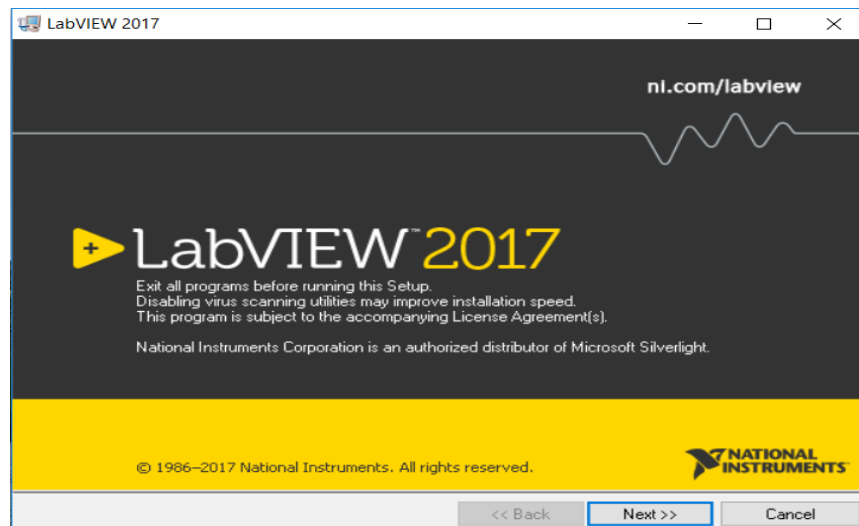 LabVIEW 2017
ni.com/labview
LabVIEW™ 2017
Exit all programs before running this Setup.
Disabling virus scanning utilities may improve installation speed.
This program is subject to the accompanying License Agreement(s).
National Instruments Corporation is an authorized distributor of Microsoft Silverlight.
© 1986–2017 National Instruments. All rights reserved.
NATIONAL
INSTRUMENTS
<< Back Next >> Cancel